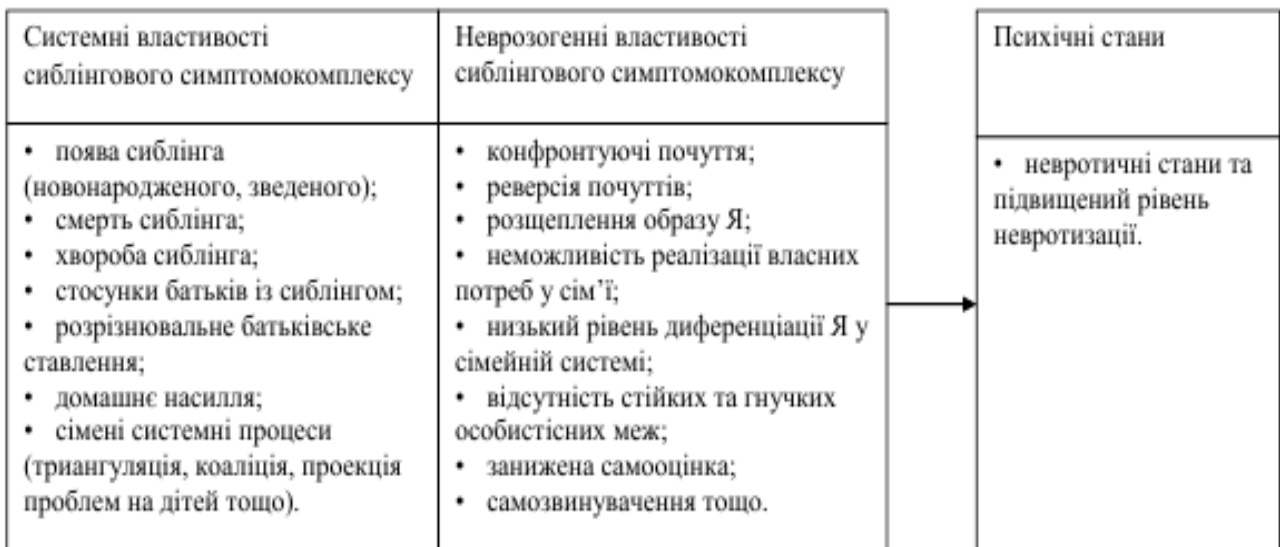 Системні властивості
сиблінгового симптомокомплексу
Неврозогенні властивості
сиблінгового симптомокомплексу
Психічні стани
• поява сиблінга
(новонародженого, зведеного);
• смерть сиблінга;
• хвороба сиблінга;
• стосунки батьків із сиблінгом;
• розрізнювальне батьківське
ставлення;
• домашнє насилля;
• сімені системні процеси
(триангуляція, коаліція, проекція
проблем на дітей тощо).
• конфронтуючі почуття;
• реверсія почуттів;
• розщеплення образу Я;
• неможливість реалізації власних
потреб у сім’ї;
• низький рівень диференціації Я у
сімейній системі;
• відсутність стійких та гнучких
особистісних меж;
• занижена самооцінка;
• самозвинувачення тощо.
• невротичні стани та
підвищений рівень
невротизації.